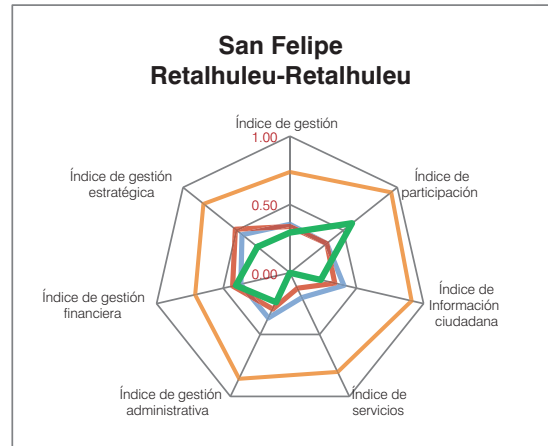 San Felipe
Retalhuleu-Retalhuleu
Índice de gestión
1.00
Índice de gestión
estratégica
Índice de
participación
0.50
0.00
Índice de gestión
financiera
Índice de
Información
ciudadana
Índice de gestión
administrativa
Índice de
servicios